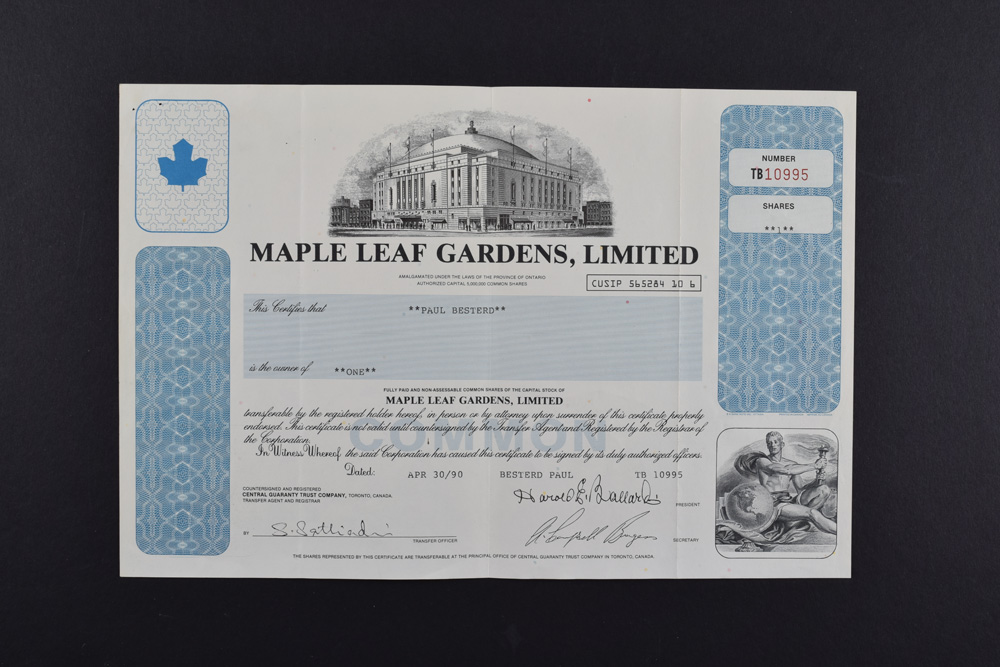 NUMBER
TB10995
SHARES
**1**
MAPLE LEAF GARDENS, LIMITED
AMALGAMATED UNDER THE LAWS OF THE PROVINCE OF ONTARIO
AUTHORIZED CAPITAL 5,000,000 COMMON SHARES
CUSIP 565284 10 6
This Certifies that **PAUL BESTERD**
is the owner of **ONE**
FULLY PAID AND NON-ASSESSABLE COMMON SHARES OF THE CAPITAL STOCK OF
MAPLE LEAF GARDENS, LIMITED
transferable by the registered holder hereof, in person or by attorney upon surrender of this certificate properly
endorsed. This certificate is not valid until countersigned by the Transfer Agent and Registered by the Registrar of
the Corporation.
COMMON
In Witness Whereof, the said Corporation has caused this certificate to be signed by its duly authorized officers.
Dated: APR 30/90 BESTERD PAUL TB 10995
COUNTERSIGNED AND REGISTERED
CENTRAL GUARANTY TRUST COMPANY, TORONTO, CANADA.
TRANSFER AGENT AND REGISTRAR
Harold E. Ballard
PRESIDENT
BY
TRANSFER OFFICER
SECRETARY
THE SHARES REPRESENTED BY THIS CERTIFICATE ARE TRANSFERABLE AT THE PRINCIPAL OFFICE OF CENTRAL GUARANTY TRUST COMPANY IN TORONTO, CANADA.